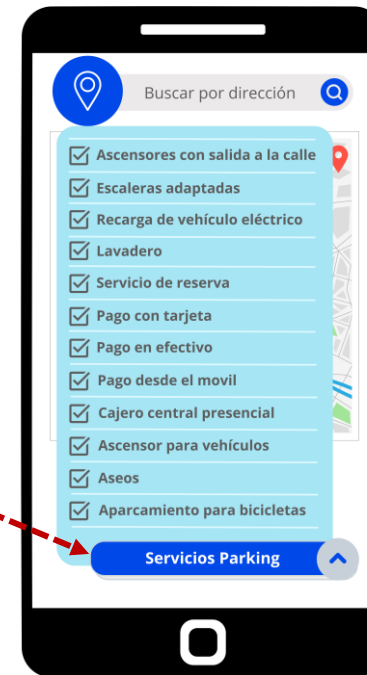 Buscar por dirección
Ascensores con salida a la calle
Escaleras adaptadas
Recarga de vehículo eléctrico
Lavadero
Servicio de reserva
Pago con tarjeta
Pago en efectivo
Pago desde el movil
Cajero central presencial
Ascensor para vehículos
Aseos
Aparcamiento para bicicletas
Servicios Parking